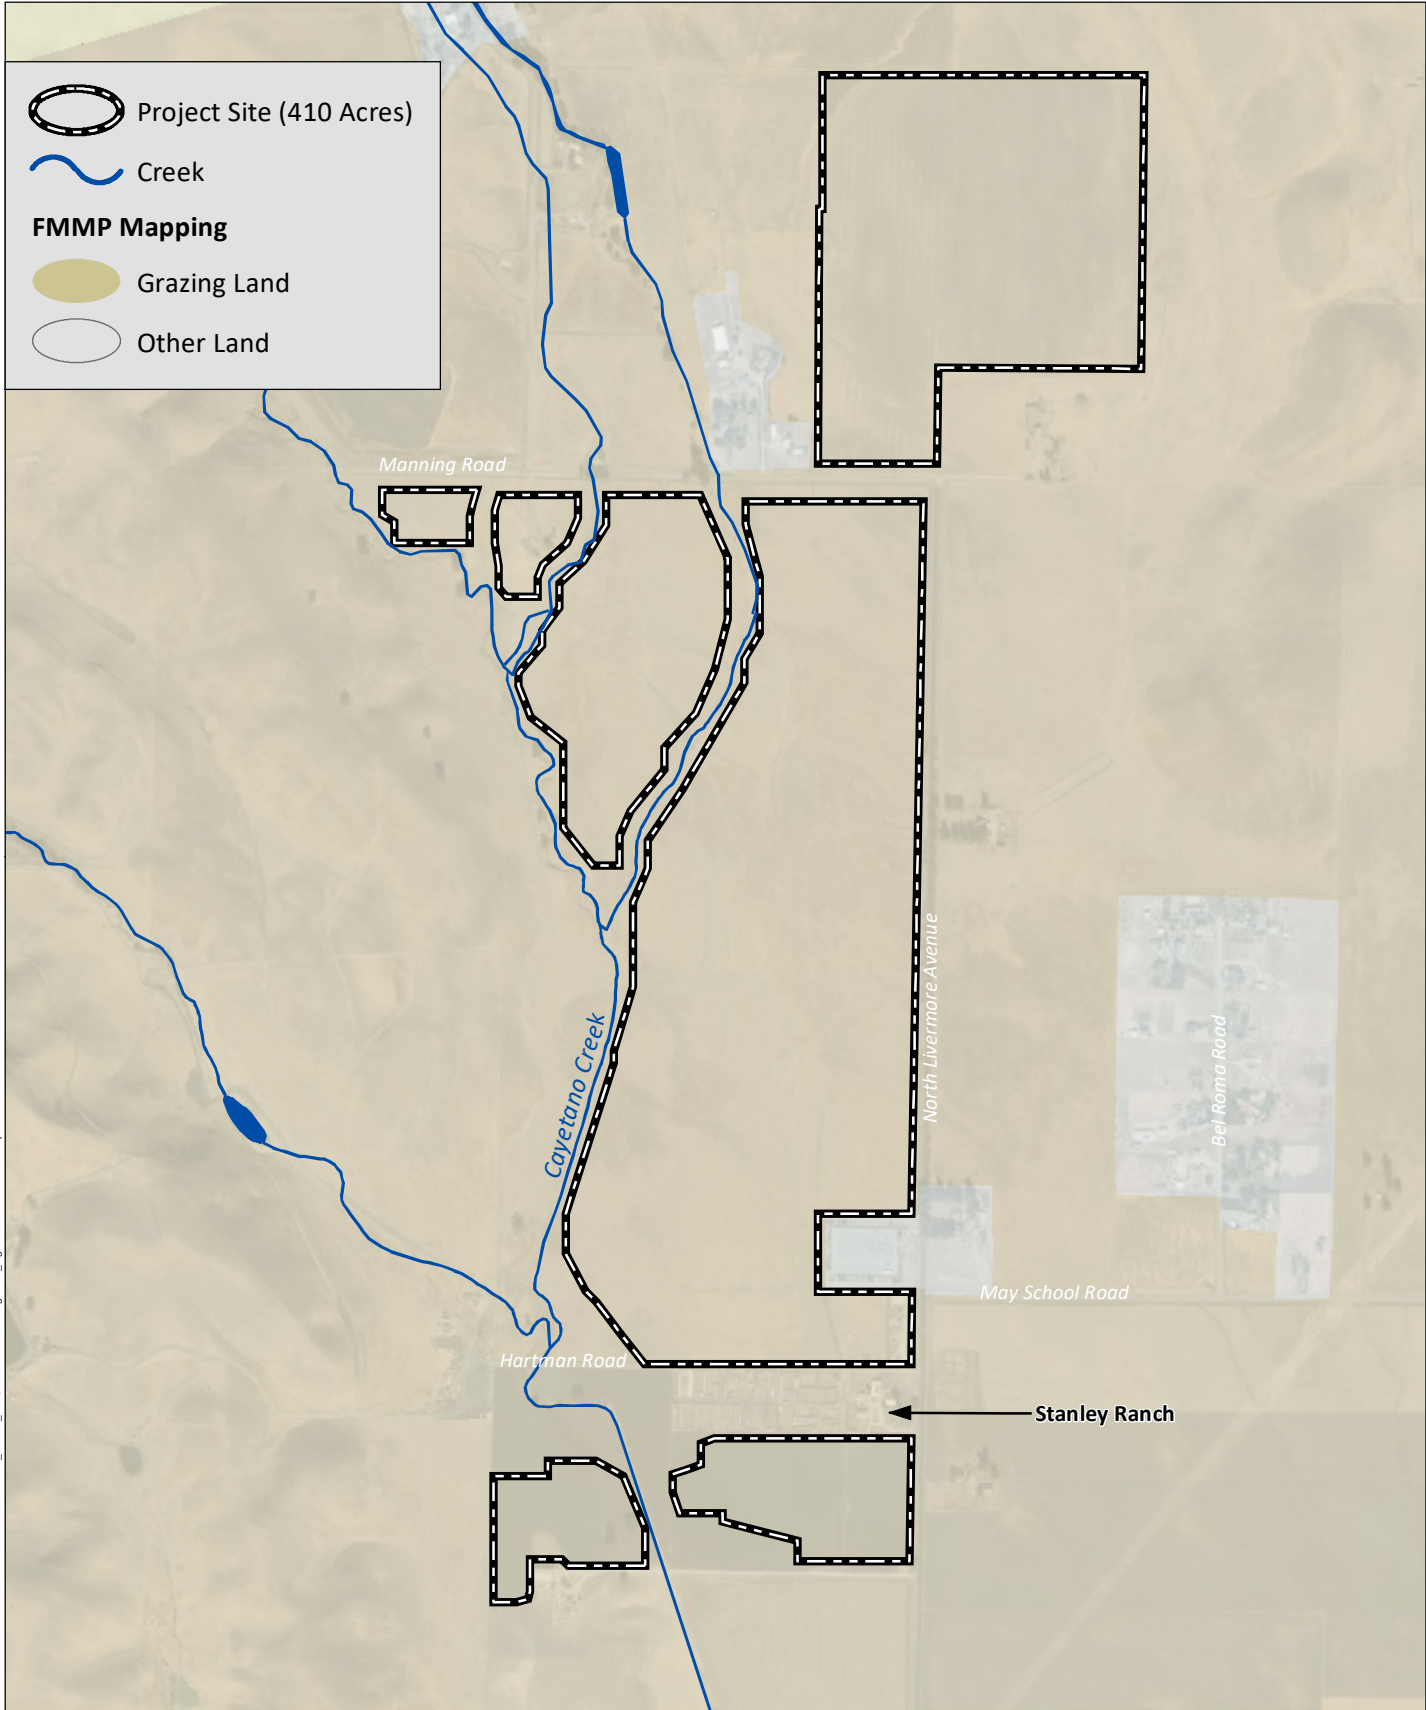 Project Site (410 Acres)
Creek
FMMP Mapping
Grazing Land
Other Land
Manning Road
North Livermore Avenue
Bel Roma Road
Cayetano Creek
May School Road
Hartman Road
Stanley Ranch